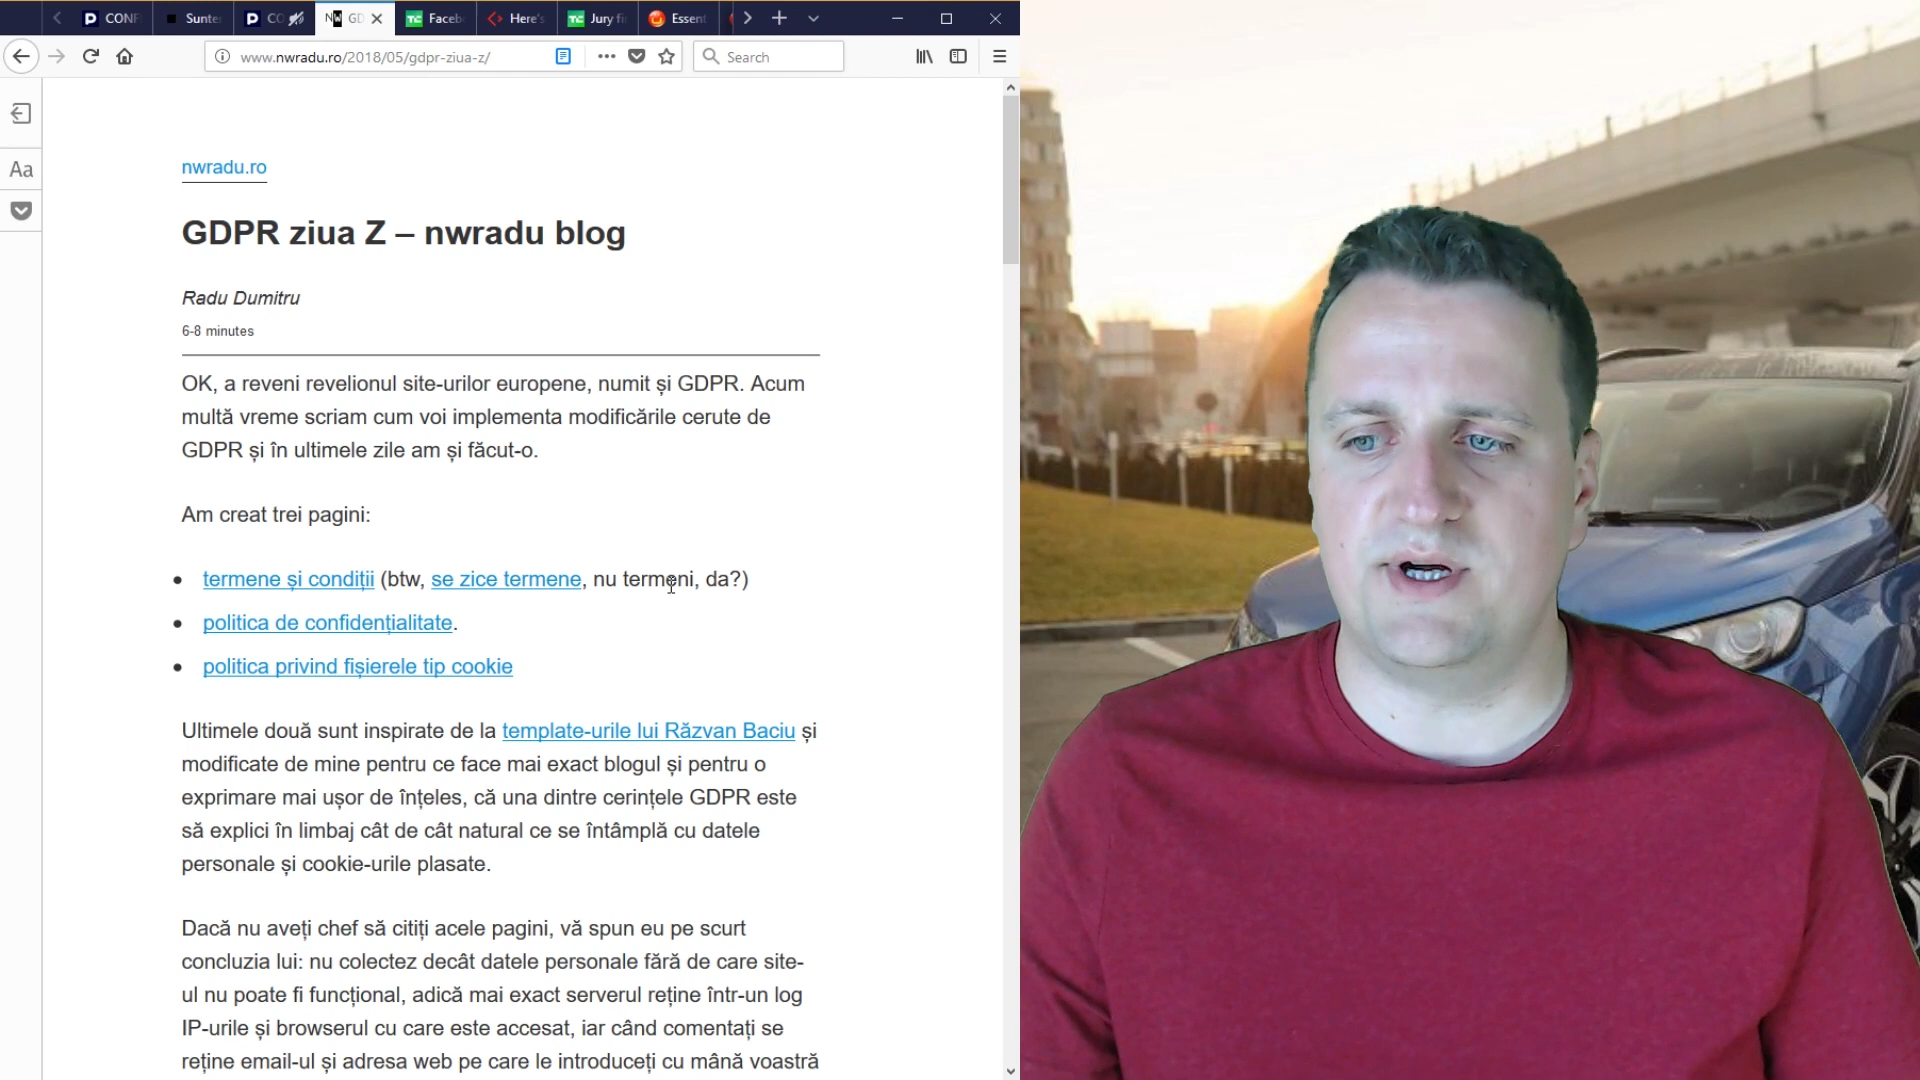 CONF
Sunte
CO
NW GD
TC Faceb
Here's
TC Jury fi
Essent
www.nwradu.ro/2018/05/gdpr-ziua-z/
Search
Aa
nwradu.ro
GDPR ziua Z – nwradu blog
Radu Dumitru
6-8 minutes
OK, a reveni revelionul site-urilor europene, numit și GDPR. Acum
multă vreme scriam cum voi implementa modificările cerute de
GDPR și în ultimele zile am și făcut-o.
Am creat trei pagini:
termene și condiții (btw, se zice termene, nu termeni, da?)
politica de confidențialitate.
politica privind fișierele tip cookie
Ultimele două sunt inspirate de la template-urile lui Răzvan Baciu și
modificate de mine pentru ce face mai exact blogul și pentru o
exprimare mai ușor de înțeles, că una dintre cerințele GDPR este
să explici în limbaj cât de cât natural ce se întâmplă cu datele
personale și cookie-urile plasate.
Dacă nu aveți chef să citiți acele pagini, vă spun eu pe scurt
concluzia lui: nu colectez decât datele personale fără de care site-
ul nu poate fi funcțional, adică mai exact serverul reține într-un log
IP-urile și browserul cu care este accesat, iar când comentați se
reține email-ul și adresa web pe care le introduceți cu mână voastră